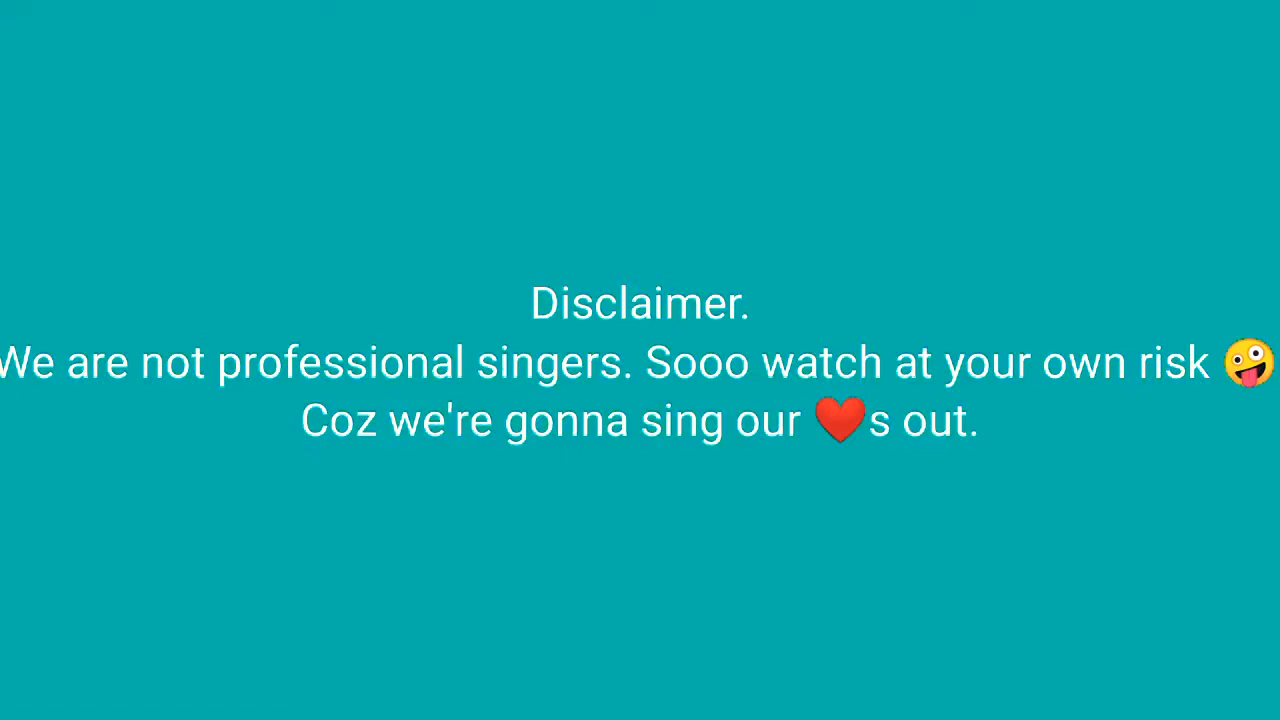 Disclaimer.
We are not professional singers. Sooo watch at your own risk 🤪
Coz we're gonna sing our ❤️s out.